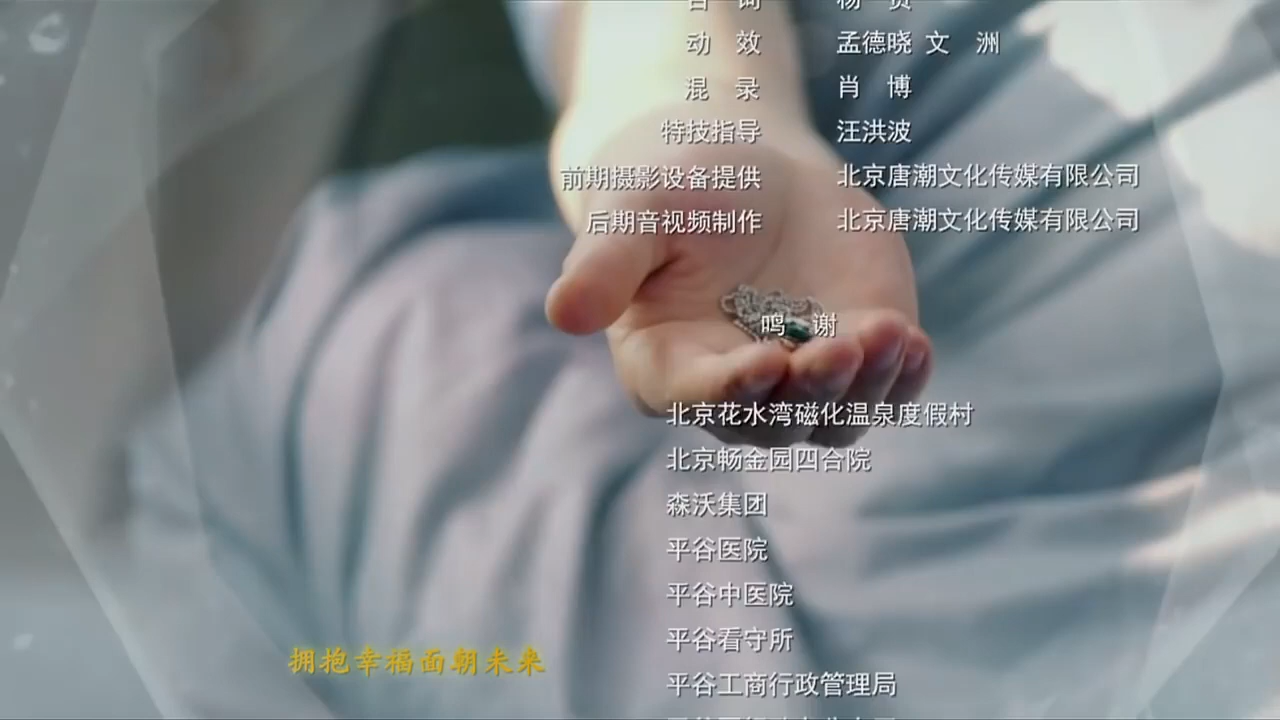 动 效 孟德晓 文 洲
混 录 肖 博
特技指导 汪洪波
前期摄影设备提供 北京唐潮文化传媒有限公司
后期音视频制作 北京唐潮文化传媒有限公司
鸣 谢
北京花水湾磁化温泉度假村
北京畅金园四合院
森沃集团
平谷医院
平谷中医院
平谷看守所
拥抱幸福面朝未来
平谷工商行政管理局